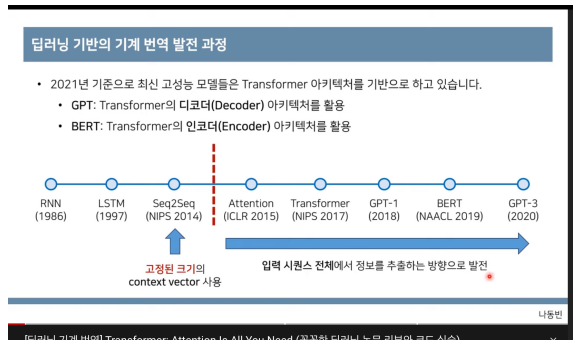 딥러닝 기반의 기계 번역 발전 과정
• 2021년 기준으로 최신 고성능 모델들은 Transformer 아키텍처를 기반으로 하고 있습니다.
• GPT: Transformer의 디코더(Decoder) 아키텍처를 활용
• BERT: Transformer의 인코더(Encoder) 아키텍처를 활용
RNN LSTM Seq2Seq Attention Transformer GPT-1 BERT GPT-3
(1986) (1997) (NIPS 2014) (ICLR 2015) (NIPS 2017) (2018) (NAACL 2019) (2020)
고정된 크기의
context vector 사용
입력 시퀀스 전체에서 정보를 추출하는 방향으로 발전
나동빈
[딥러닝 기계 번역] Transformer: Attention Is All You Need (꼼꼼한 딥러닝 논문 리뷰와 코드 실습)